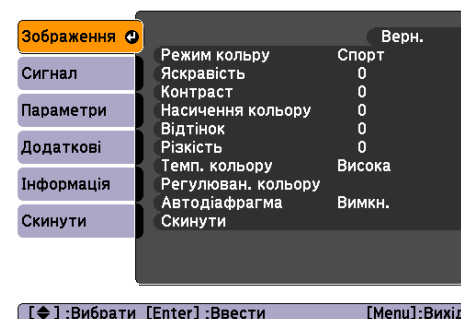 Зображення
Сигнал
Параметри
Додаткові
Інформація
Скинути
Верн.
Режим кольру Спорт
Яскравість 0
Контраст 0
Насичення кольору 0
Відтінок 0
Різкість 0
Темп. кольору Висока
Регулюван. кольору
Автодіафрагма Вимкн.
Скинути
[◆] :Вибрати [Enter] :Ввести [Menu]:Вихід